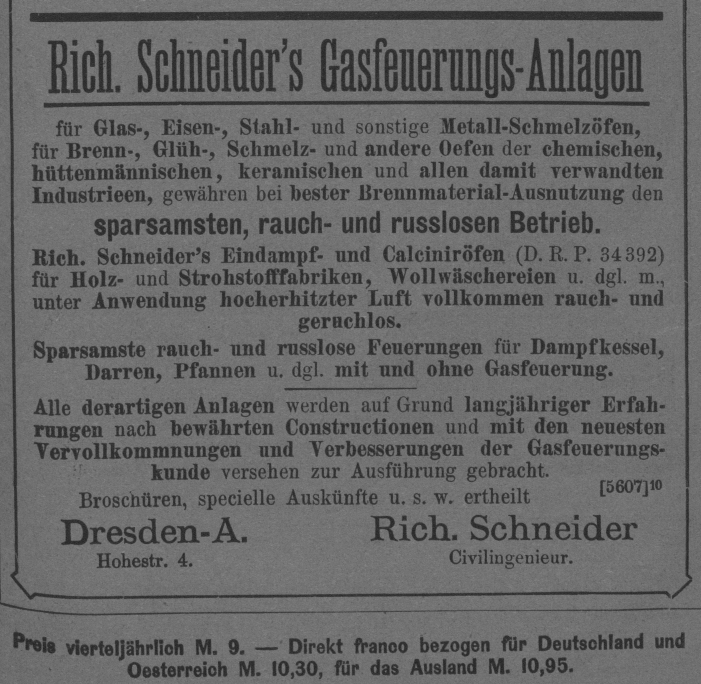 Rich. Schneider's Gasfeuerungs-Anlagen
für Glas-, Eisen-, Stahl- und sonstige Metall-Schmelzöfen,
für Brenn-, Glüh-, Schmelz- und andere Oefen der chemischen,
hüttenmännischen, keramischen und allen damit verwandten
Industrieen, gewähren bei bester Brennmaterial-Ausnutzung den
sparsamsten, rauch- und russlosen Betrieb.
Rich. Schneider's Eindampf- und Calciniröfen (D. R. P. 34392)
für Holz- und Strohstofffabriken, Wollwäschereien u. dgl. m.,
unter Anwendung hocherhitzter Luft vollkommen rauch- und
geruchlos.
Sparsamste rauch- und russlose Feuerungen für Dampfkessel,
Darren, Pfannen u. dgl. mit und ohne Gasfeuerung.
Alle derartigen Anlagen werden auf Grund langjähriger Erfah-
rungen nach bewährten Constructionen und mit den neuesten
Vervollkommnungen und Verbesserungen der Gasfeuerungs-
kunde versehen zur Ausführung gebracht.
Broschüren, specielle Auskünfte u. s. w. ertheilt [5607]10
Dresden-A. Rich. Schneider
Hohestr. 4. Civilingenieur.
Preis vierteljährlich M. 9. — Direkt franco bezogen für Deutschland und
Oesterreich M. 10,30, für das Ausland M. 10,95.